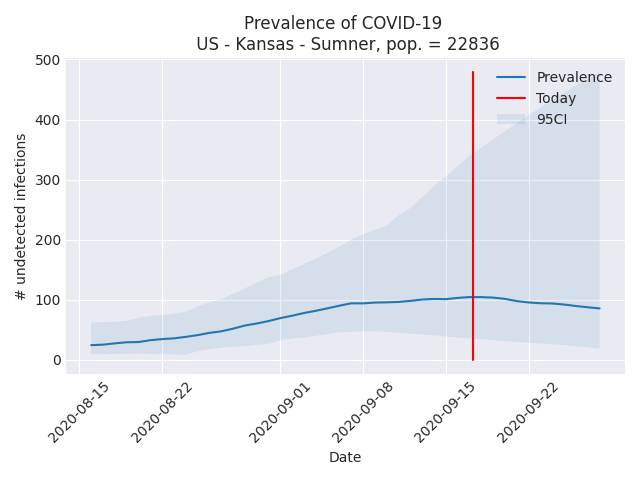 Prevalence of COVID-19
US - Kansas - Sumner, pop. = 22836
# undetected infections
500
400
300
200
100
0
Prevalence
Today
95CI
2020-08-15
2020-08-22
2020-09-01
2020-09-08
2020-09-15
2020-09-22
Date